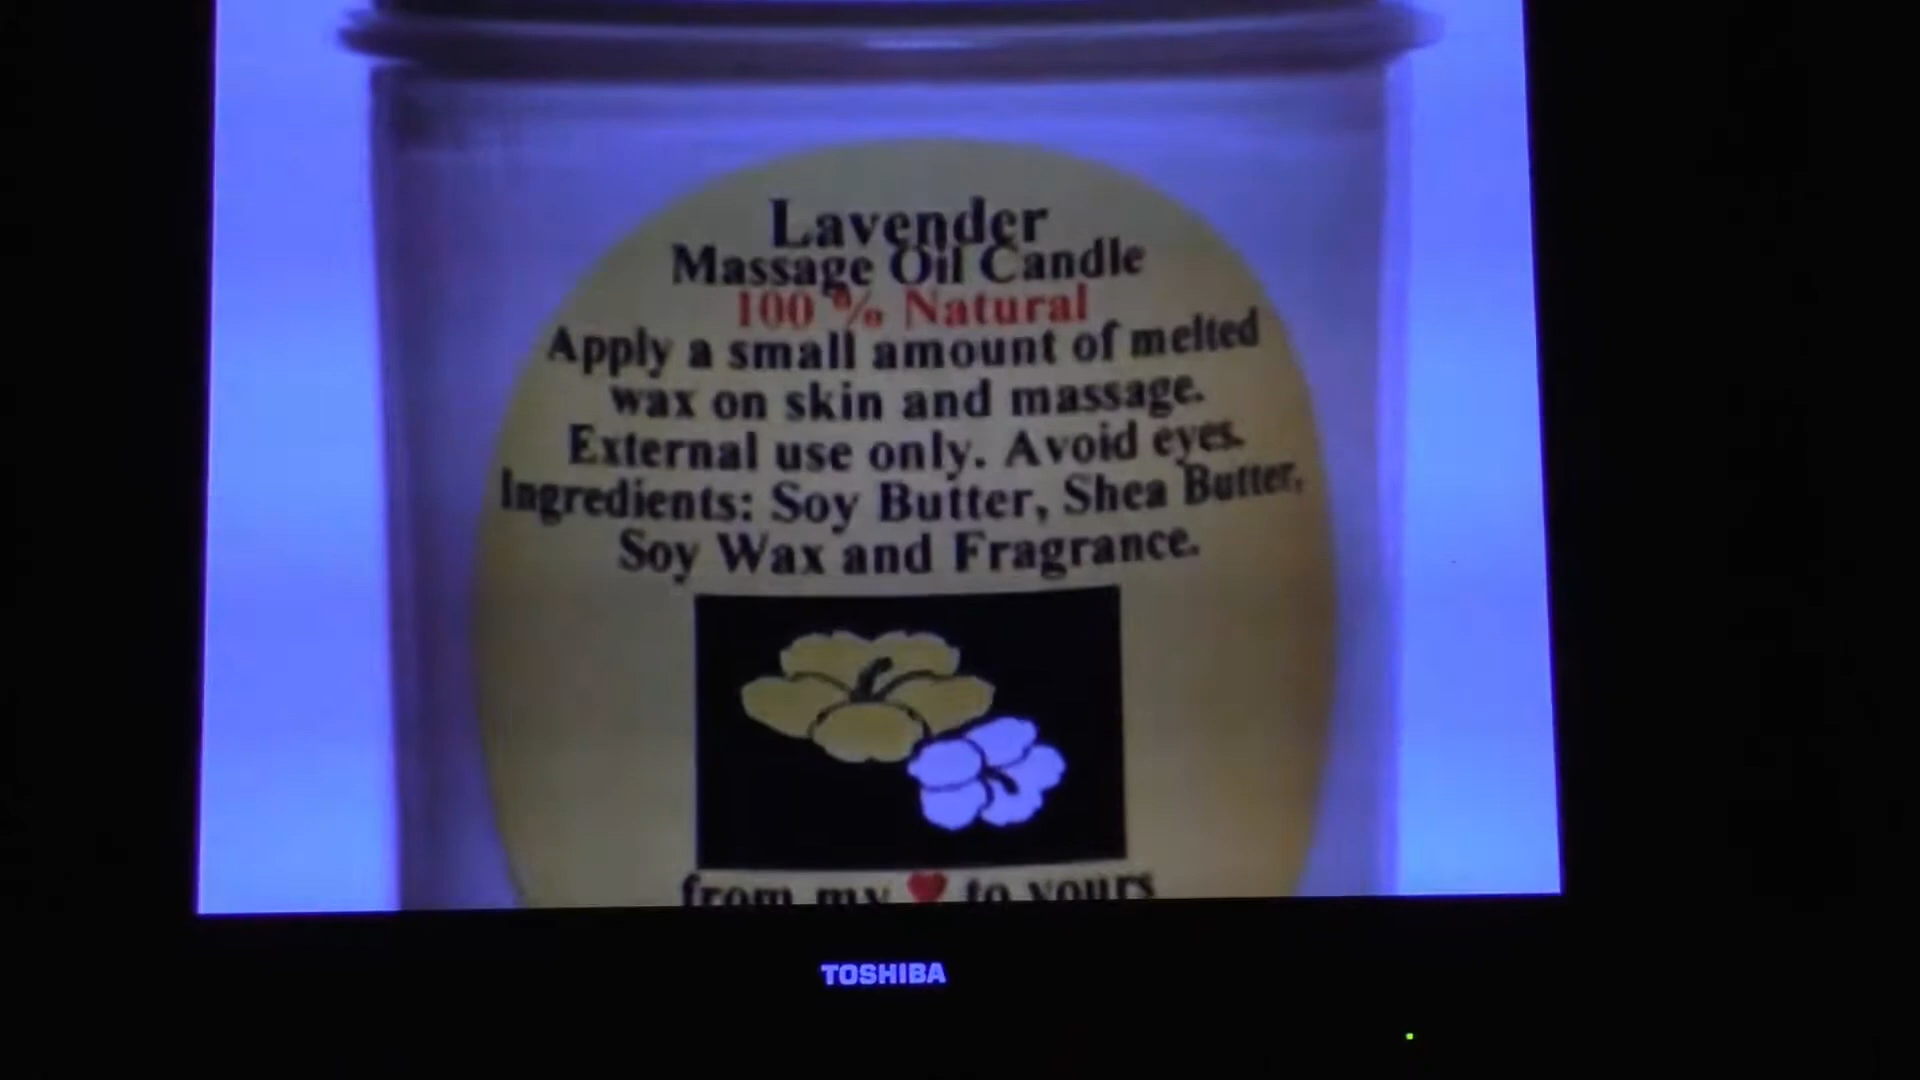 Lavender
Massage Oil Candle
100 % Natural
Apply a small amount of melted
wax on skin and massage.
External use only. Avoid eyes.
Ingredients: Soy Butter, Shea Butter,
Soy Wax and Fragrance.
from my ❤ to yours
TOSHIBA